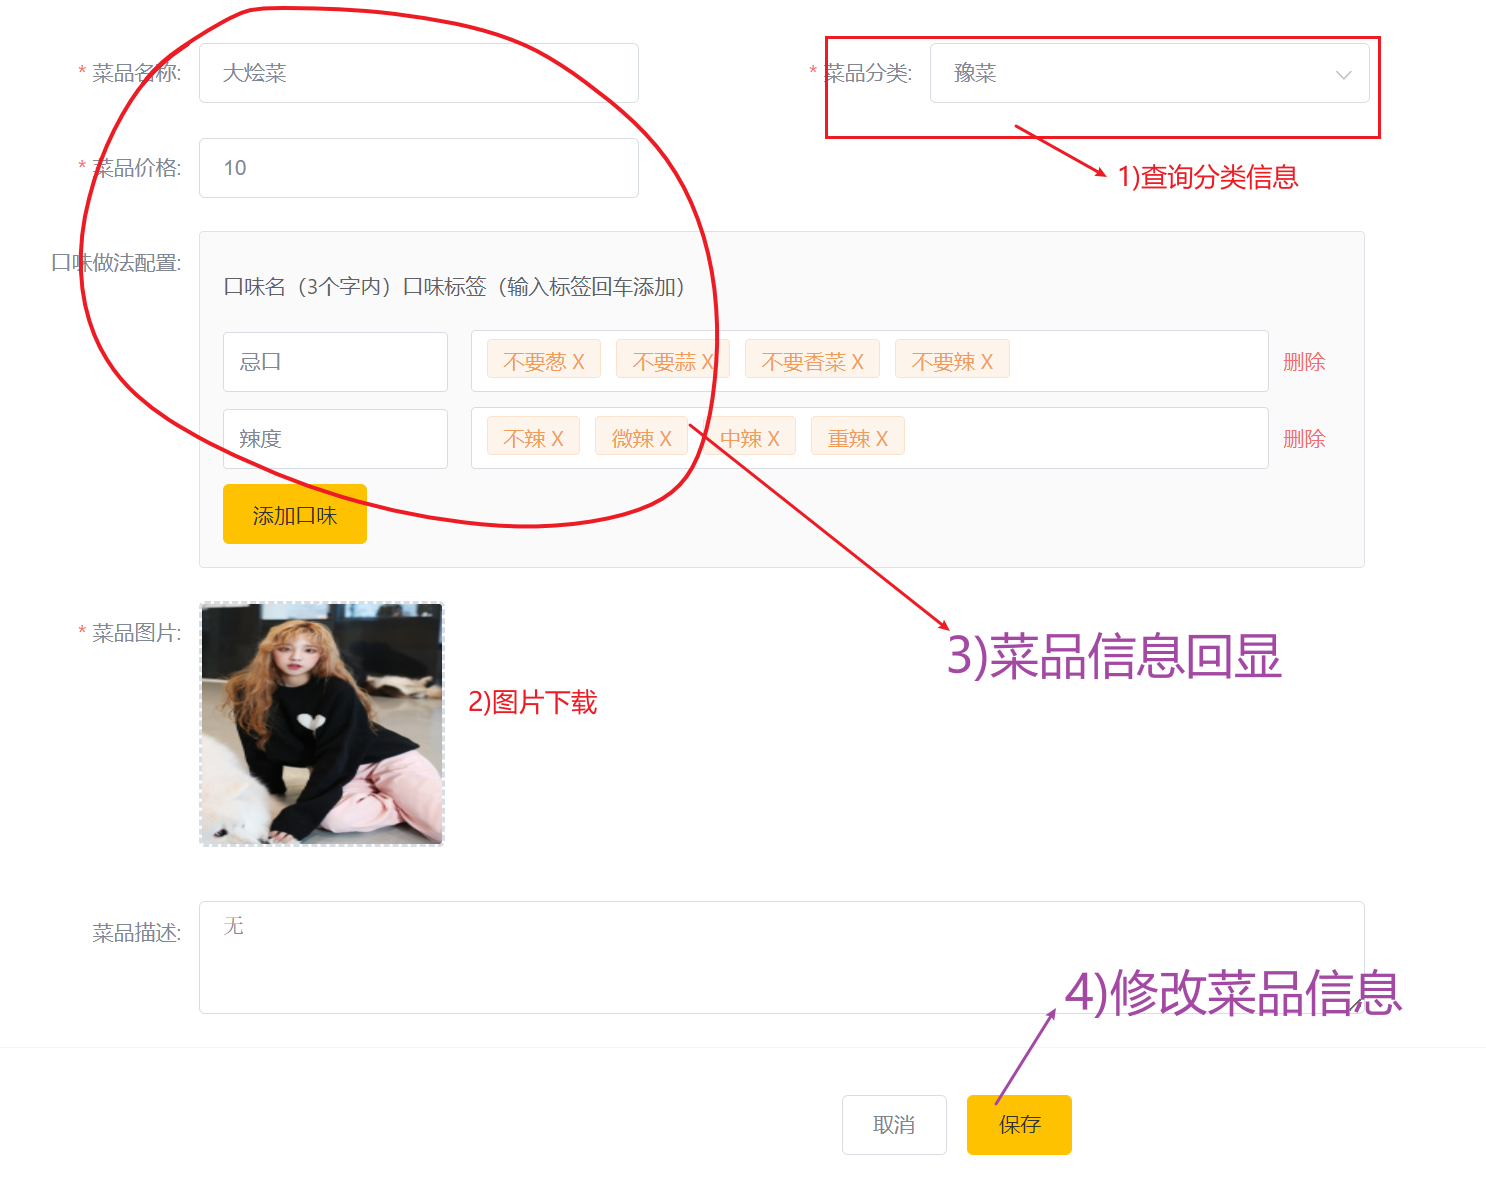 * 菜品名称: 大烩菜 * 菜品分类: 豫菜
* 菜品价格: 10
1)查询分类信息
口味做法配置:
口味名（3个字内）口味标签（输入标签回车添加）
忌口 不要葱 X 不要蒜 X 不要香菜 X 不要辣 X 删除
辣度 不辣 X 微辣 X 中辣 X 重辣 X 删除
添加口味
* 菜品图片:
3)菜品信息回显
2)图片下载
菜品描述: 无
4)修改菜品信息
取消 保存